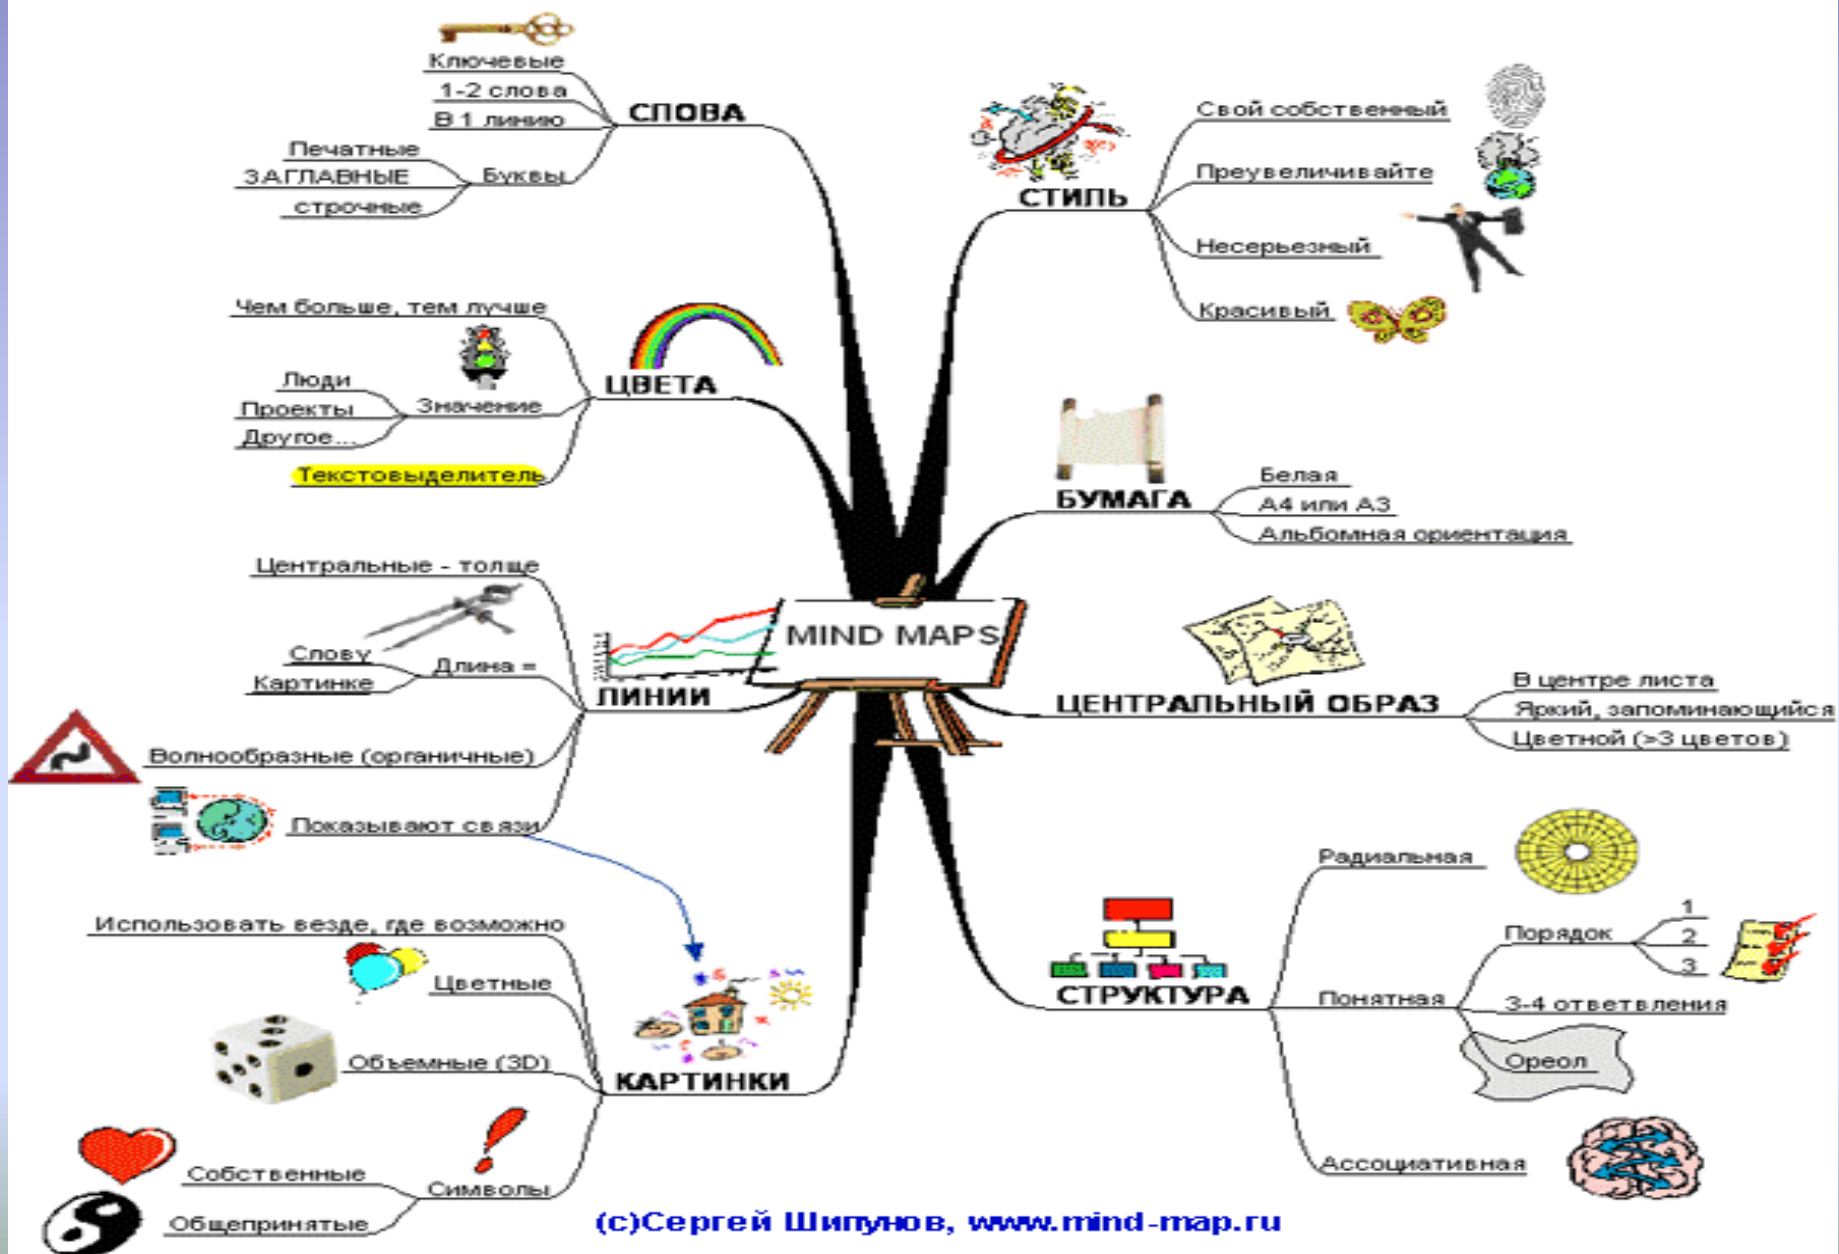 Ключевые
1-2 слова
В 1 линию
СЛОВА
Печатные
ЗАГЛАВНЫЕ
строчные
Буквы
Чем больше, тем лучше
ЦВЕТА
Люди
Проекты
Другое...
Значение
Текстовыделитель
Центральные - толще
Слову
Картинке
Длина =
ЛИНИИ
Волнообразные (органичные)
Показывают связи
Использовать везде, где возможно
Цветные
Объемные (3D)
КАРТИНКИ
Собственные
Общепринятые
Символы
MIND MAPS
СТИЛЬ
Свой собственный
Преувеличивайте
Несерьезный
Красивый
БУМАГА
Белая
А4 или А3
Альбомная ориентация
ЦЕНТРАЛЬНЫЙ ОБРАЗ
В центре листа
Яркий, запоминающийся
Цветной (>3 цветов)
СТРУКТУРА
Радиальная
Понятная
Порядок
1
2
3
3-4 ответвления
Ореол
Ассоциативная
(с)Сергей Шипунов, www.mind-map.ru